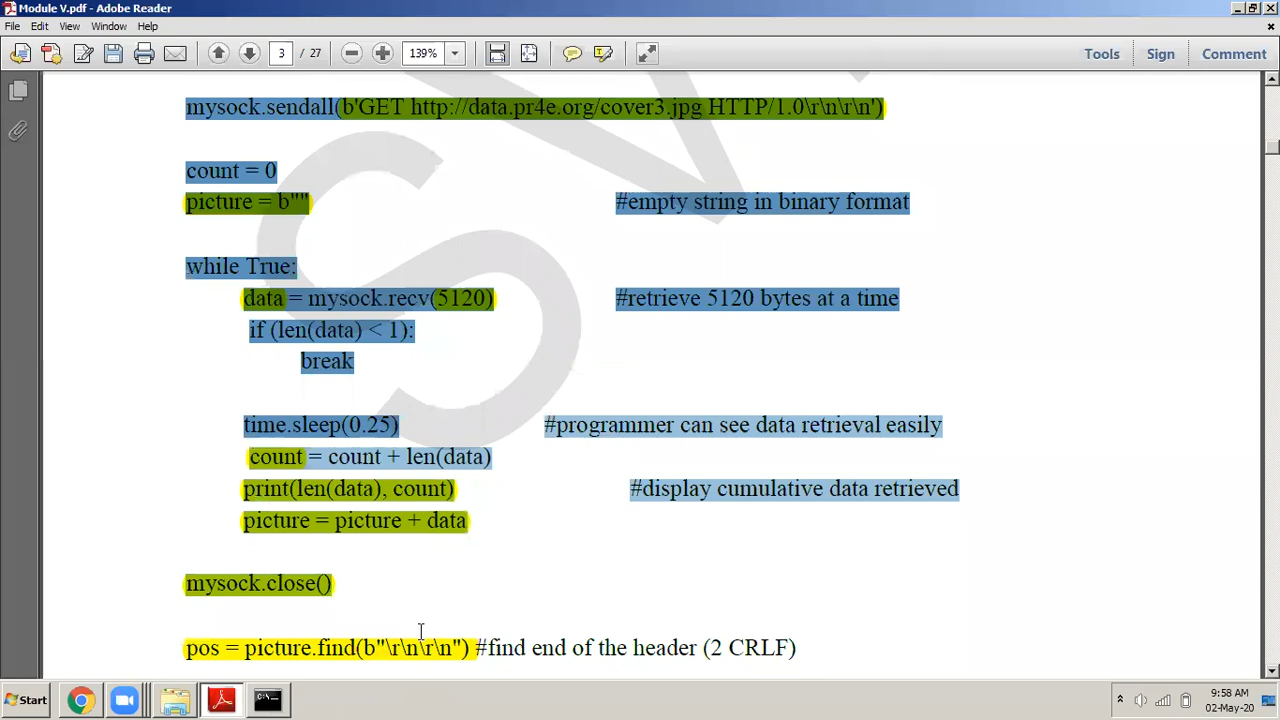 Module V.pdf - Adobe Reader
File Edit View Window Help
3 / 27 139% Tools Sign Comment
mysock.sendall(b'GET http://data.pr4e.org/cover3.jpg HTTP/1.0\r\n\r\n')
count = 0
picture = b"" #empty string in binary format
while True:
data = mysock.recv(5120) #retrieve 5120 bytes at a time
if (len(data) < 1):
break
time.sleep(0.25) #programmer can see data retrieval easily
count = count + len(data)
print(len(data), count) #display cumulative data retrieved
picture = picture + data
mysock.close()
pos = picture.find(b"\r\n\r\n") #find end of the header (2 CRLF)
Start 9:58 AM
02-May-20